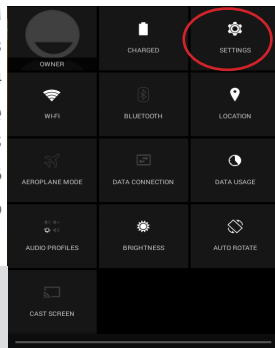 CHARGED SETTINGS
OWNER
WI-FI BLUETOOTH LOCATION
AEROPLANE MODE DATA CONNECTION DATA USAGE
AUDIO PROFILES BRIGHTNESS AUTO ROTATE
CAST SCREEN